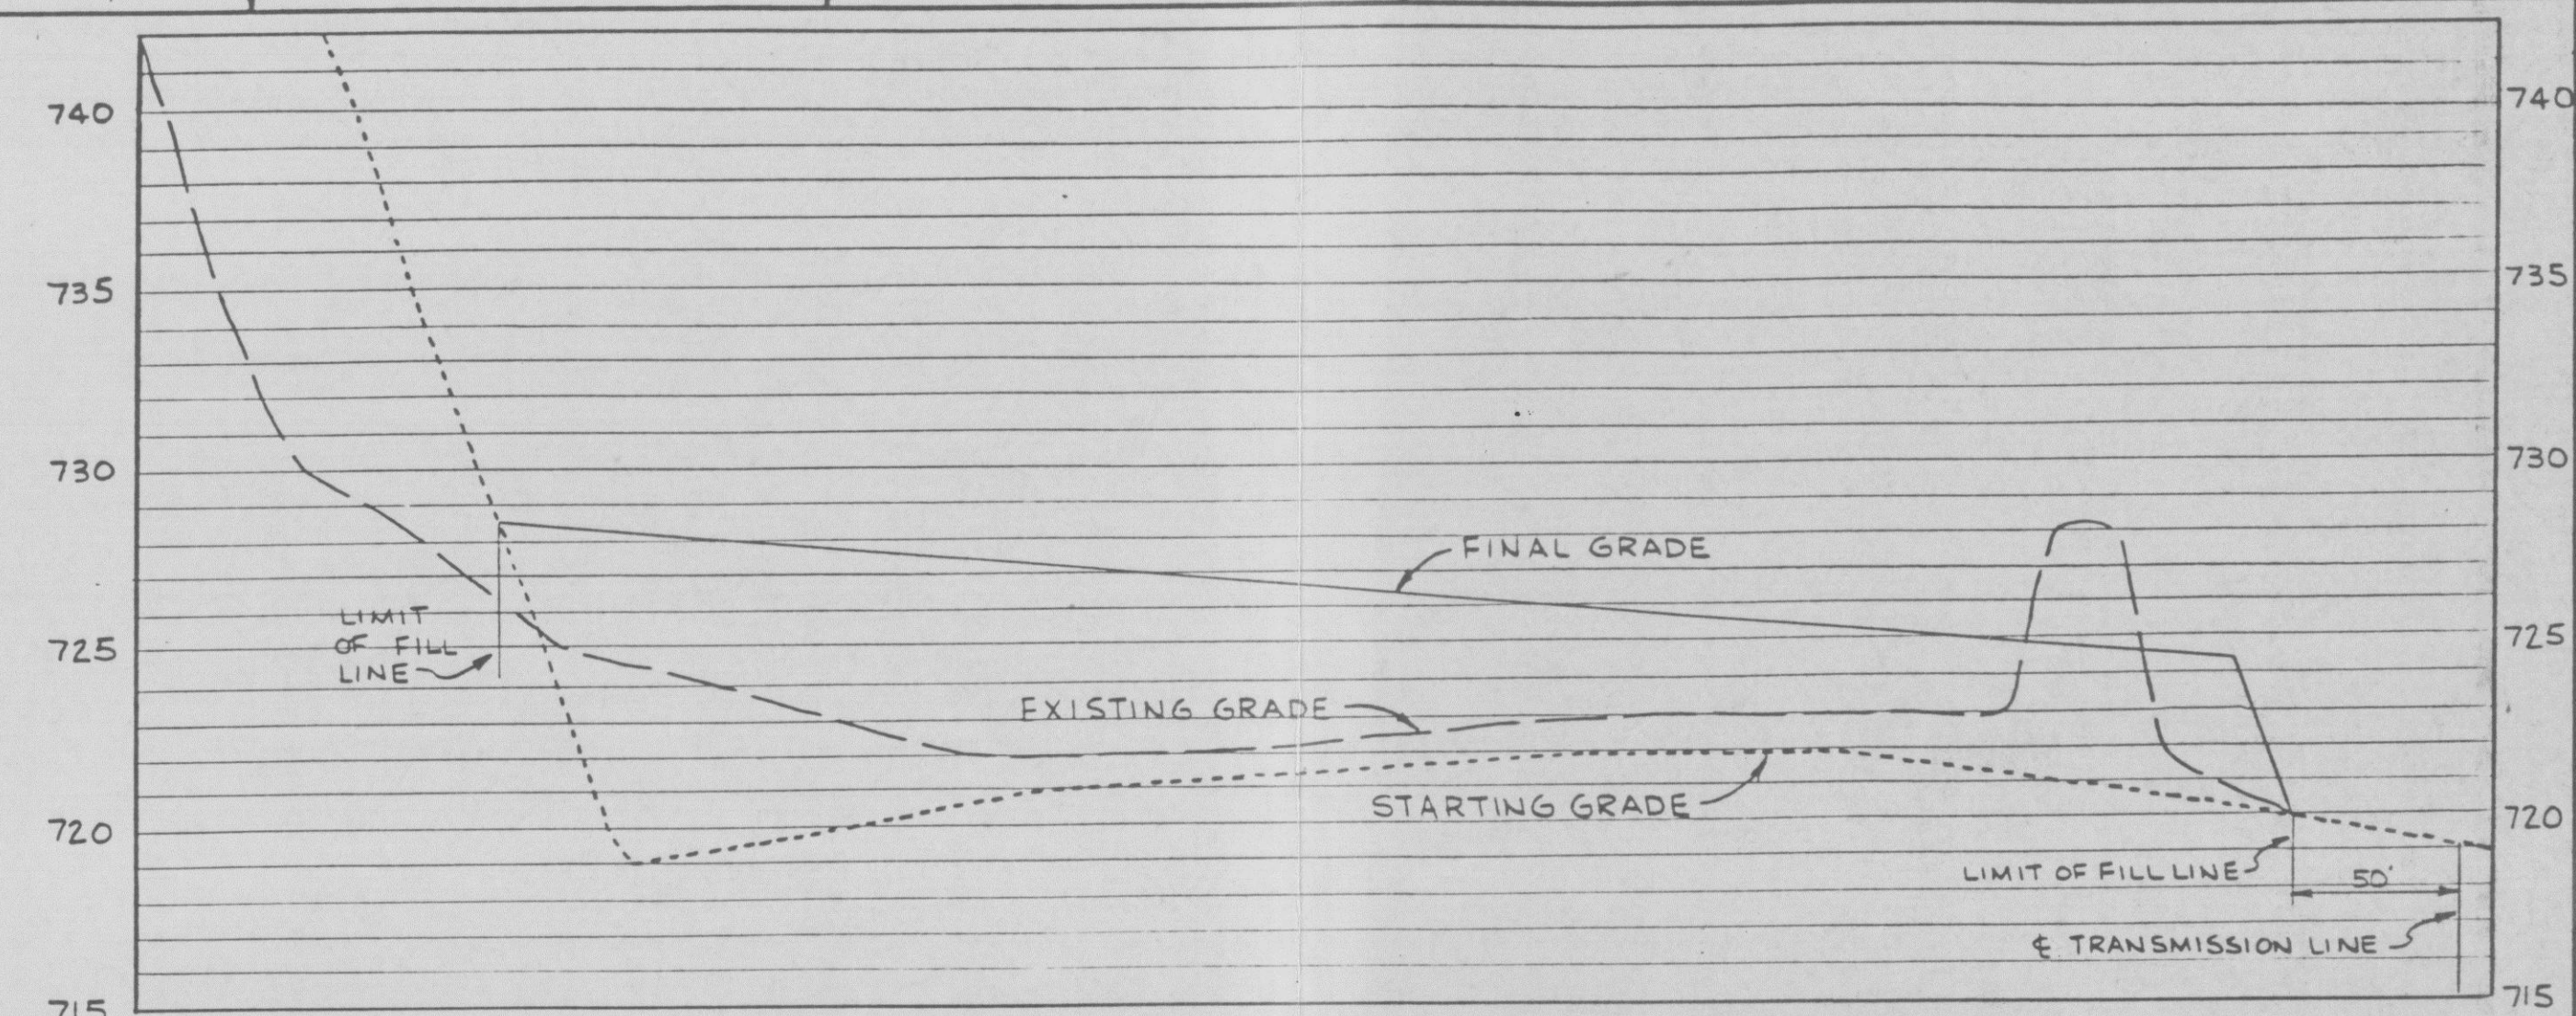 740
735
730
725
720
715
740
735
730
725
720
715
FINAL GRADE
LIMIT
OF FILL
LINE
EXISTING GRADE
STARTING GRADE
LIMIT OF FILL LINE
50'
℄ TRANSMISSION LINE